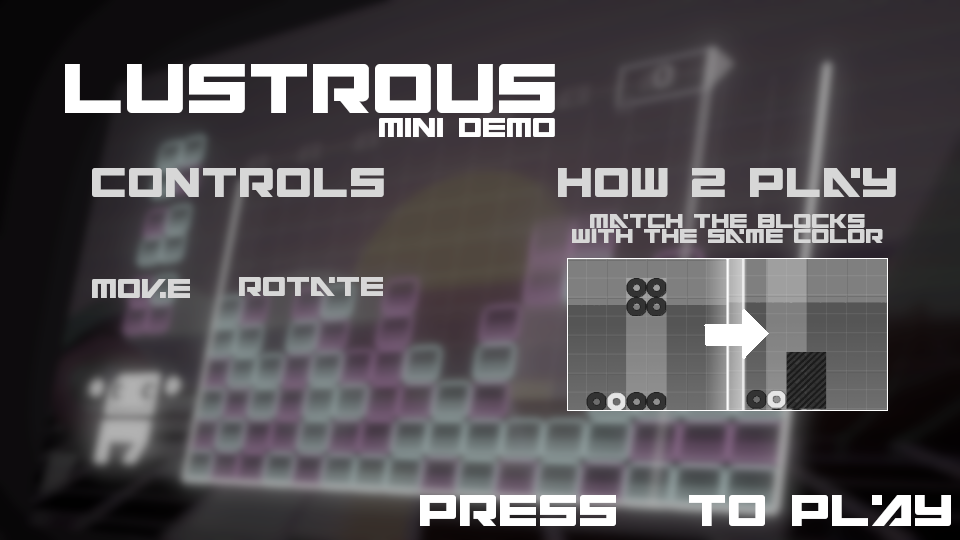 LUSTROUS
MINI DEMO
CONTROLS
MOVE
ROTATE
HOW 2 PLAY
MATCH THE BLOCKS
WITH THE SAME COLOR
PRESS TO PLAY